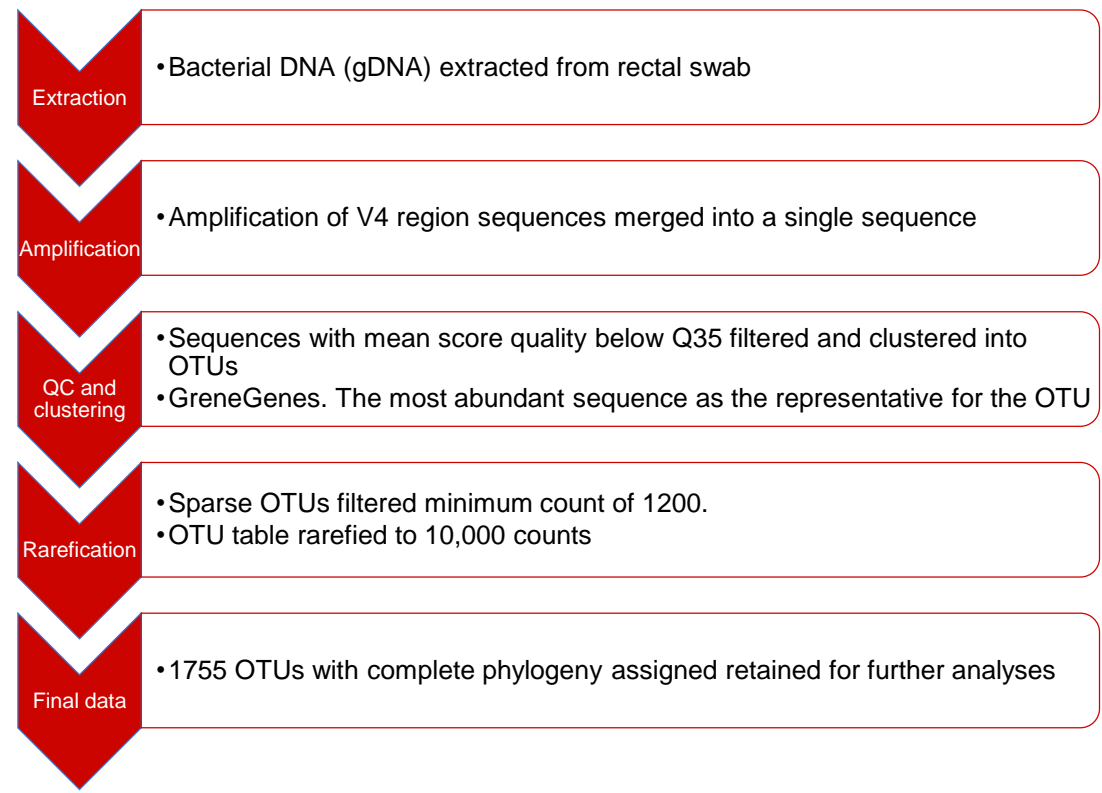 Extraction
•Bacterial DNA (gDNA) extracted from rectal swab
Amplification
•Amplification of V4 region sequences merged into a single sequence
QC and
clustering
•Sequences with mean score quality below Q35 filtered and clustered into
OTUs
•GreneGenes. The most abundant sequence as the representative for the OTU
Rarefication
•Sparse OTUs filtered minimum count of 1200.
•OTU table rarefied to 10,000 counts
Final data
•1755 OTUs with complete phylogeny assigned retained for further analyses